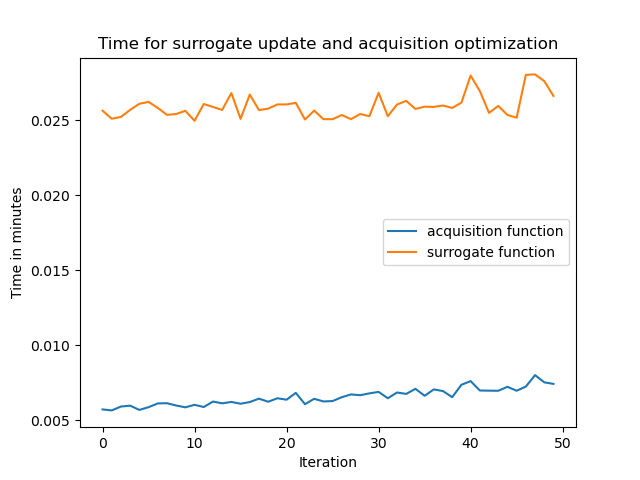 Time for surrogate update and acquisition optimization
0.025
0.020
0.015
0.010
0.005
Time in minutes
acquisition function
surrogate function
0 10 20 30 40 50
Iteration